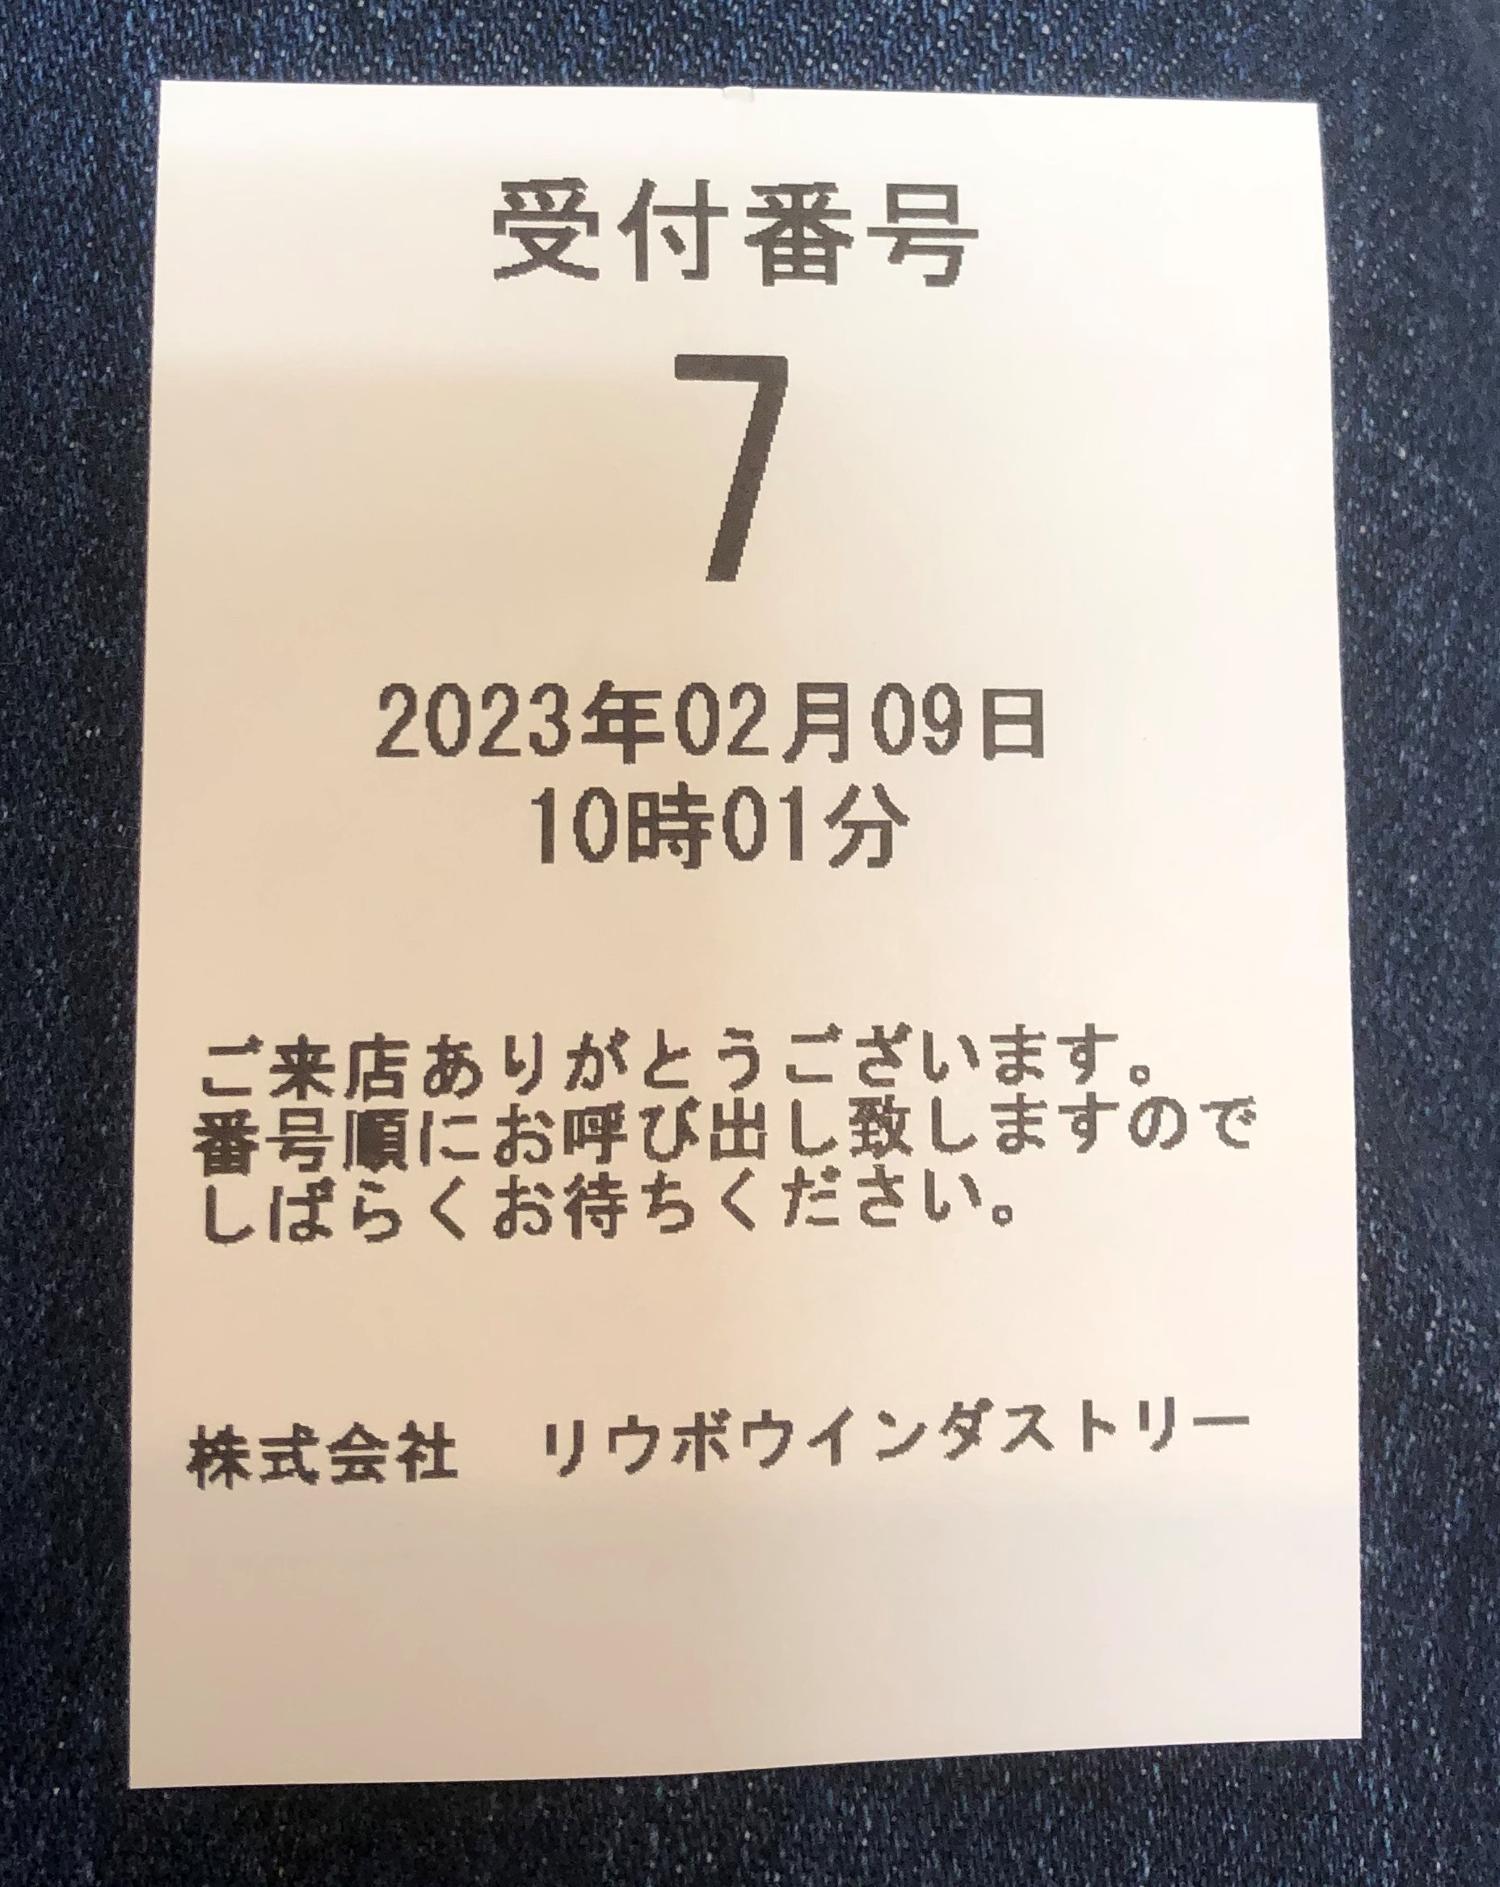 受付番号
7
2023年02月09日
10時01分
ご来店ありがとうございます。
番号順にお呼び出し致しますので
しばらくお待ちください。
株式会社　リウボウインダストリー